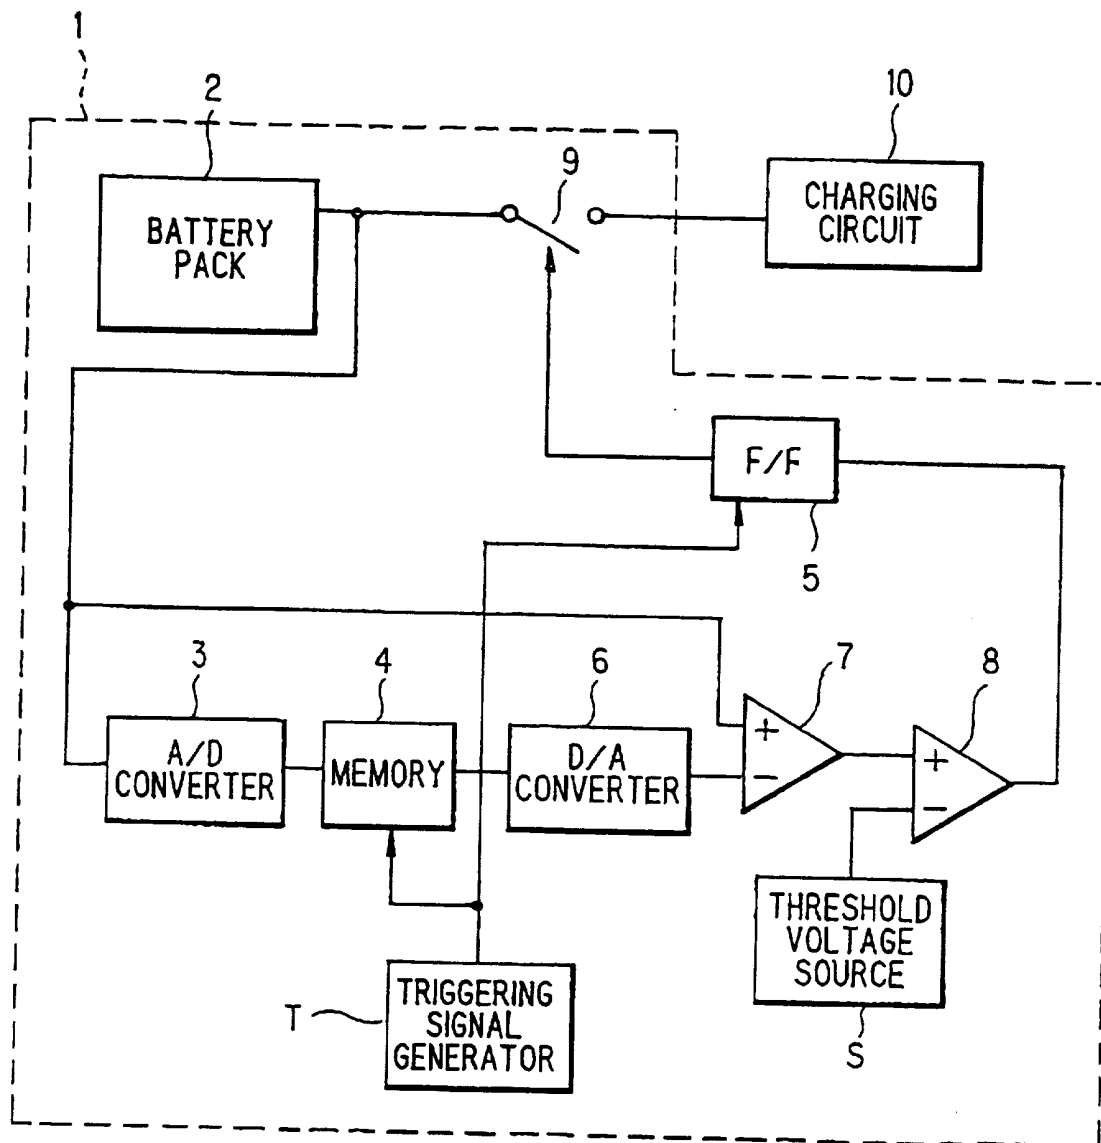 1
2
BATTERY
PACK
9
10
CHARGING
CIRCUIT
F/F
5
3
A/D
CONVERTER
4
MEMORY
6
D/A
CONVERTER
7
+
−
8
+
−
THRESHOLD
VOLTAGE
SOURCE
S
T
TRIGGERING
SIGNAL
GENERATOR